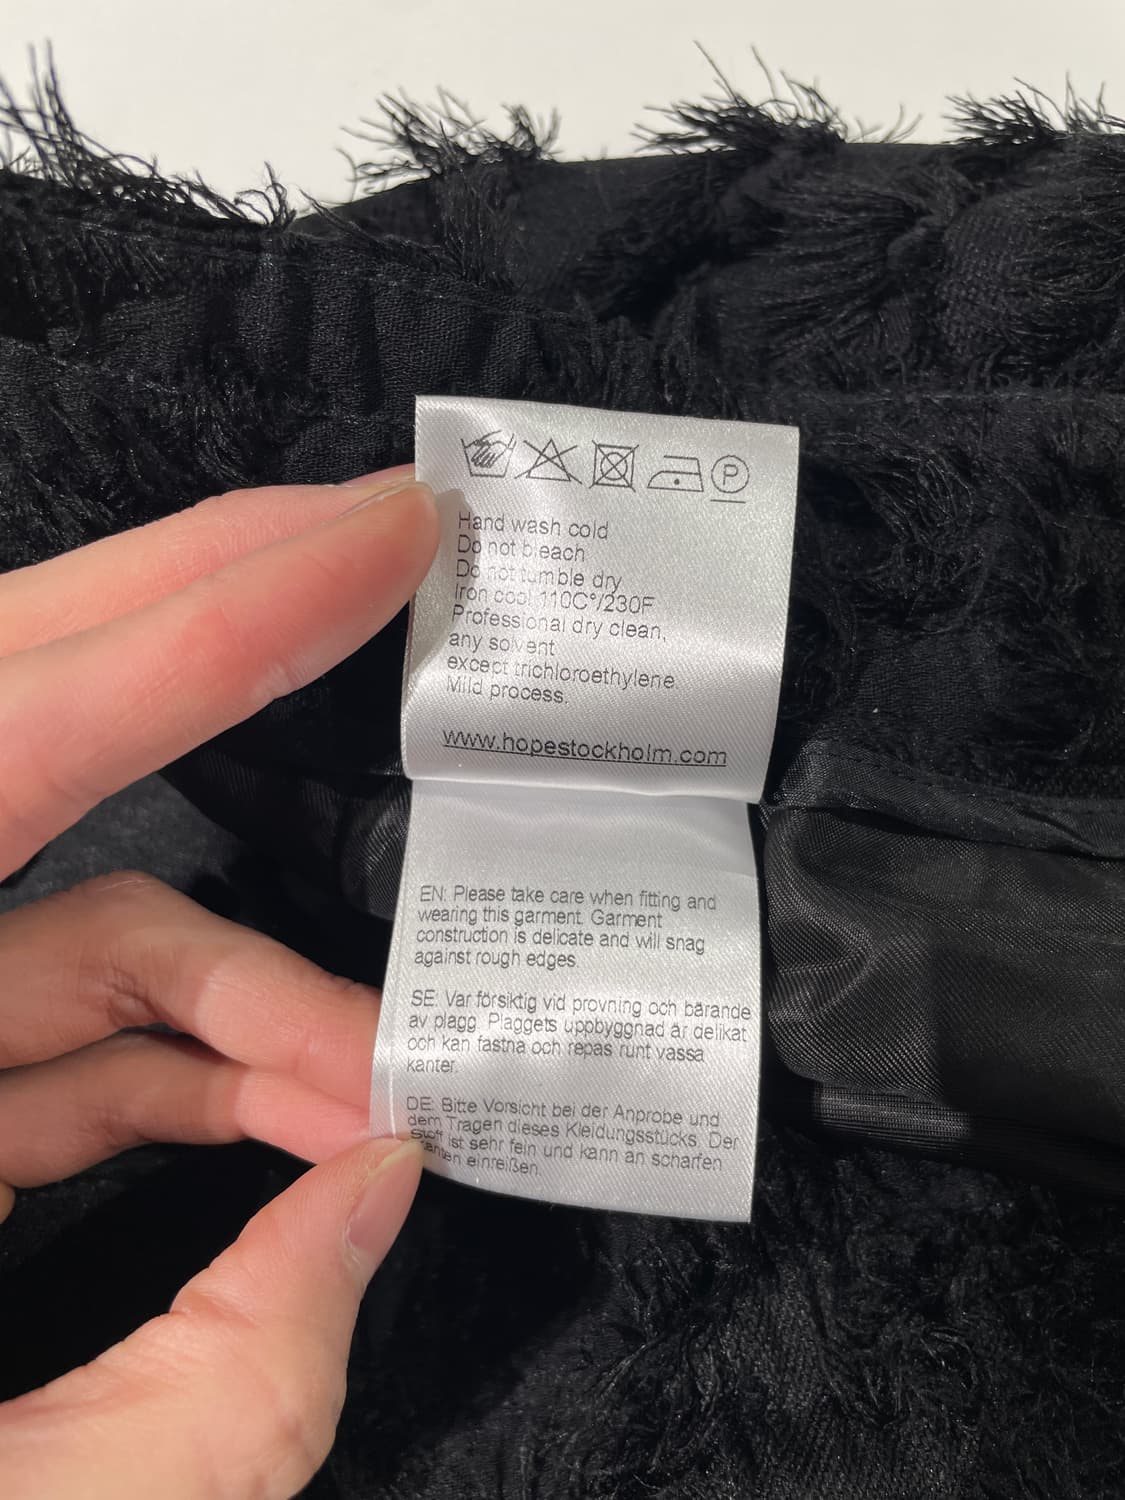 P
Hand wash cold
Do not bleach
Do not tumble dry
Iron cool 110C°/230F
Professional dry clean,
any solvent
except trichloroethylene.
Mild process.
www.hopestockholm.com
EN: Please take care when fitting and
wearing this garment. Garment
construction is delicate and will snag
against rough edges.
SE: Var försiktig vid provning och bärande
av plagg. Plaggets uppbyggnad är delikat
och kan fastna och repas runt vassa
kanter.
DE: Bitte Vorsicht bei der Anprobe und
dem Tragen dieses Kleidungsstücks. Der
Stoff ist sehr fein und kann an scharfen
Kanten einreißen.